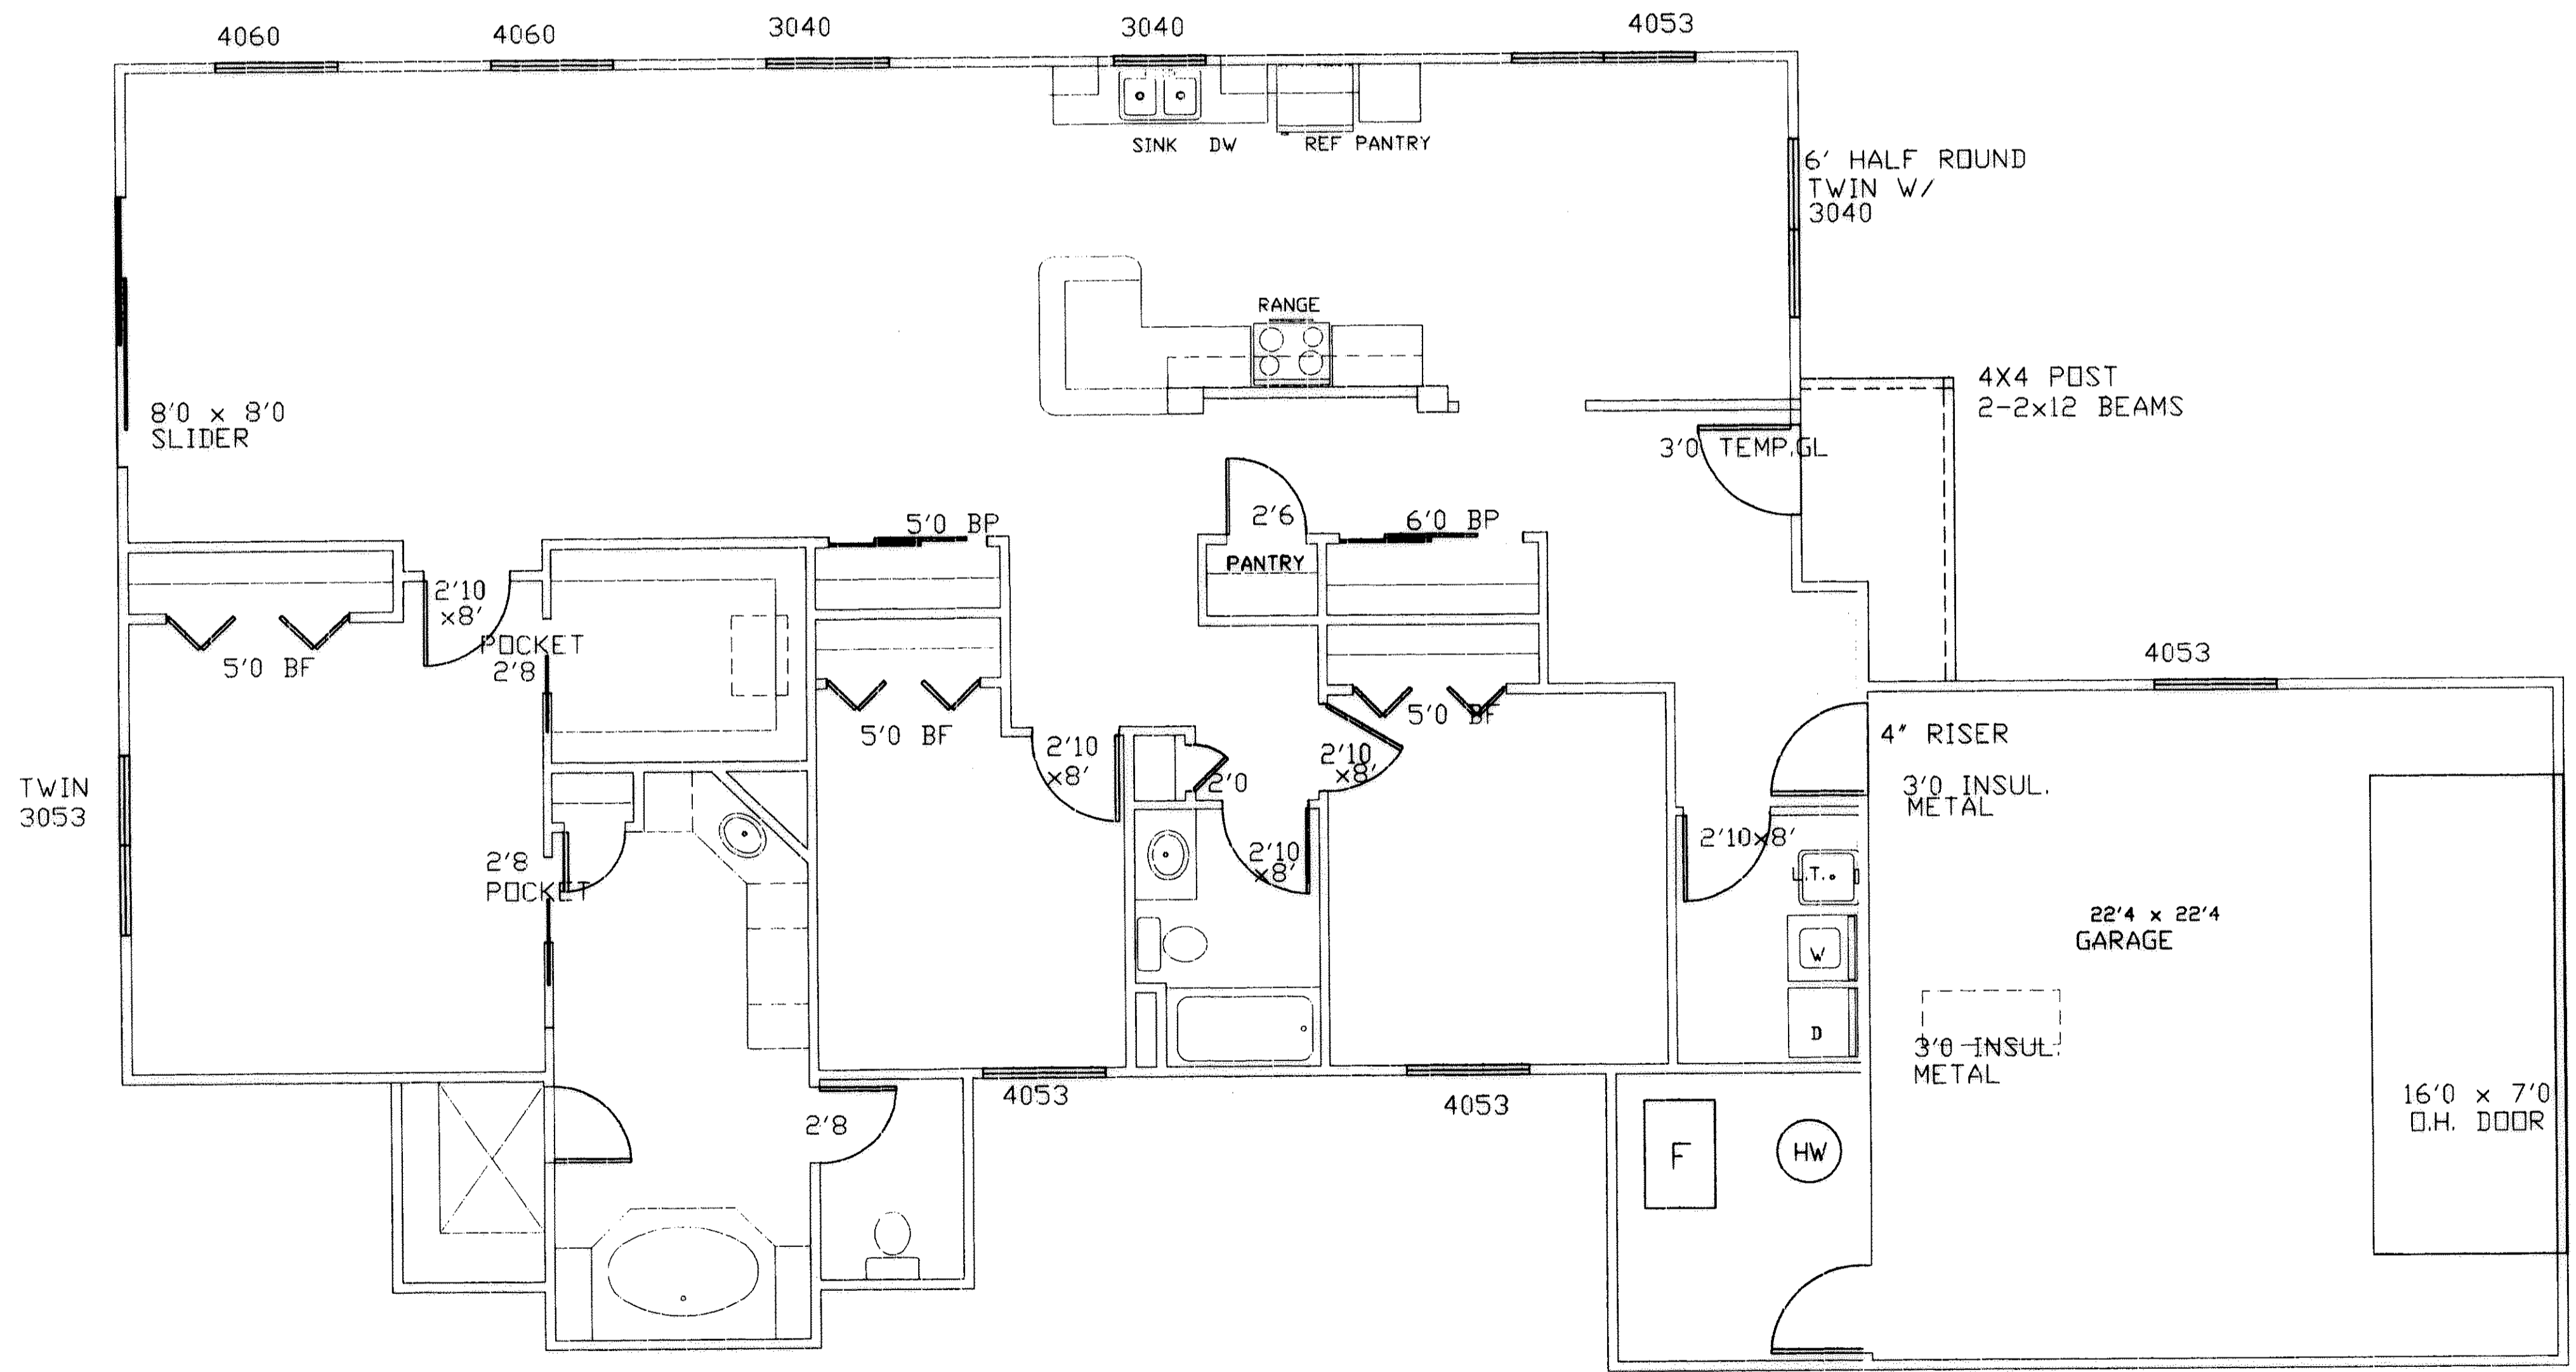 4060
4060
3040
3040
4053
SINK DW REF PANTRY
6' HALF ROUND
TWIN W/
3040
RANGE
4X4 POST
2-2x12 BEAMS
8'0 x 8'0
SLIDER
3'0 TEMP.GL
5'0 BP
2'6
PANTRY
6'0 BP
2'10
x8'
POCKET
2'8
5'0 BF
4053
5'0 BF
5'0 BF
2'10
x8'
2'0
2'10
x8'
4" RISER
3'0 INSUL.
METAL
TWIN
3053
2'8
POCKET
2'10
x8'
2'10x8'
L.T.
W
D
22'4 x 22'4
GARAGE
3'0 INSUL.
METAL
4053
4053
2'8
F
HW
16'0 x 7'0
O.H. DOOR